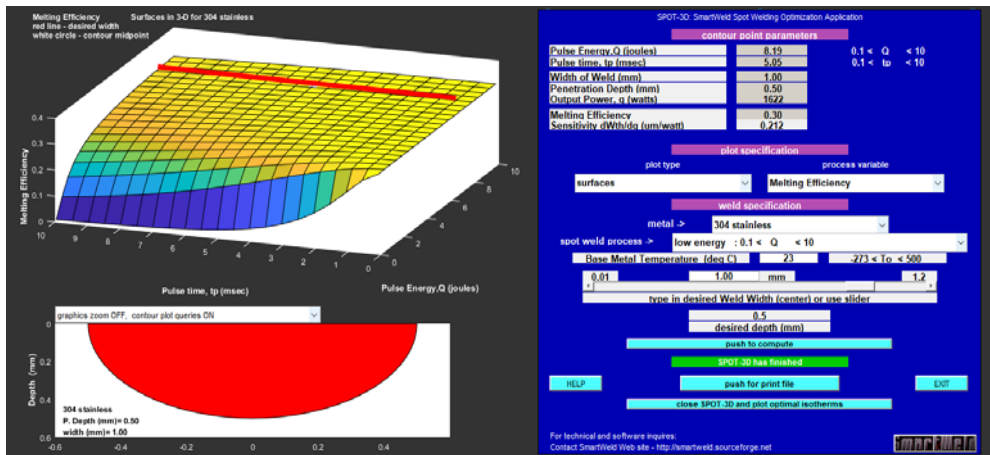 Melting Efficiency Surfaces in 3-D for 304 stainless
red line - desired width
white circle - contour midpoint
0.4
0.3
0.2
0.1
0
Melting Efficiency
10 9 8 7 6 5 4 3 2 1 0
0 2 4 6 8 10
Pulse time, tp (msec)
Pulse Energy,Q (joules)
graphics zoom OFF, contour plot queries ON
0
0.2
0.4
0.6
Depth (mm)
304 stainless
P. Depth (mm)= 0.50
width (mm)= 1.00
-0.6 -0.4 -0.2 0 0.2 0.4
SPOT-3D: SmartWeld Spot Welding Optimization Application
contour point parameters
Pulse Energy,Q (joules) 8.19 0.1 < Q < 10
Pulse time, tp (msec) 5.05 0.1 < tp < 10
Width of Weld (mm) 1.00
Penetration Depth (mm) 0.50
Output Power, q (watts) 1622
Melting Efficiency 0.30
Sensitivity dWth/dq (um/watt) 0.212
plot specification
plot type process variable
surfaces Melting Efficiency
weld specification
metal -> 304 stainless
spot weld process -> low energy : 0.1 < Q < 10
Base Metal Temperature (deg C) 23 -273 < To < 500
0.01 1.00 mm 1.2
type in desired Weld Width (center) or use slider
0.5
desired depth (mm)
push to compute
SPOT-3D has finished
HELP push for print file EXIT
close SPOT-3D and plot optimal isotherms
For technical and software inquires:
Contact SmartWeld Web site - http://smartweld.sourceforge.net
SmartWeld